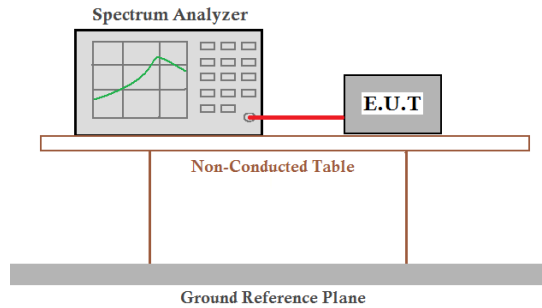 Spectrum Analyzer
E.U.T
Non-Conducted Table
Ground Reference Plane